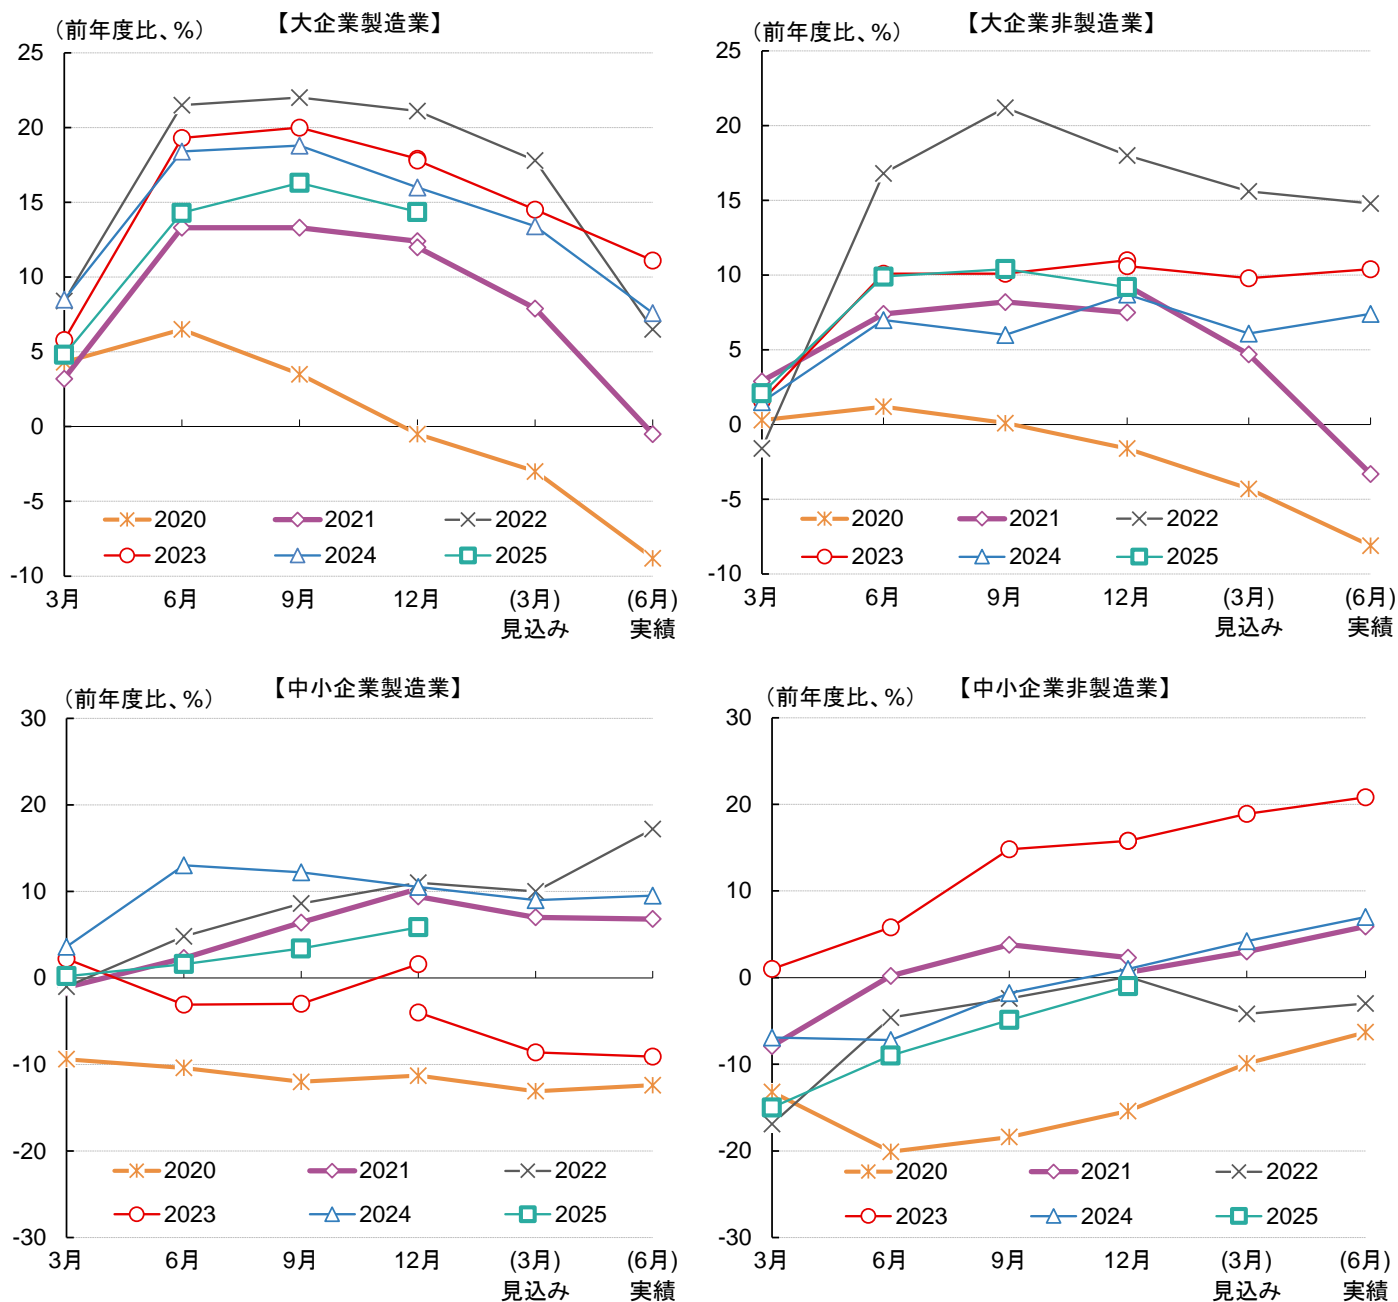 【大企業製造業】
（前年度比、%）
25
20
15
10
5
0
-5
-10
2020
2021
2022
2023
2024
2025
3月
6月
9月
12月
(3月)
見込み
(6月)
実績
【大企業非製造業】
（前年度比、%）
25
20
15
10
5
0
-5
-10
2020
2021
2022
2023
2024
2025
3月
6月
9月
12月
(3月)
見込み
(6月)
実績
【中小企業製造業】
（前年度比、%）
30
20
10
0
-10
-20
-30
2020
2021
2022
2023
2024
2025
3月
6月
9月
12月
(3月)
見込み
(6月)
実績
【中小企業非製造業】
（前年度比、%）
30
20
10
0
-10
-20
-30
2020
2021
2022
2023
2024
2025
3月
6月
9月
12月
(3月)
見込み
(6月)
実績